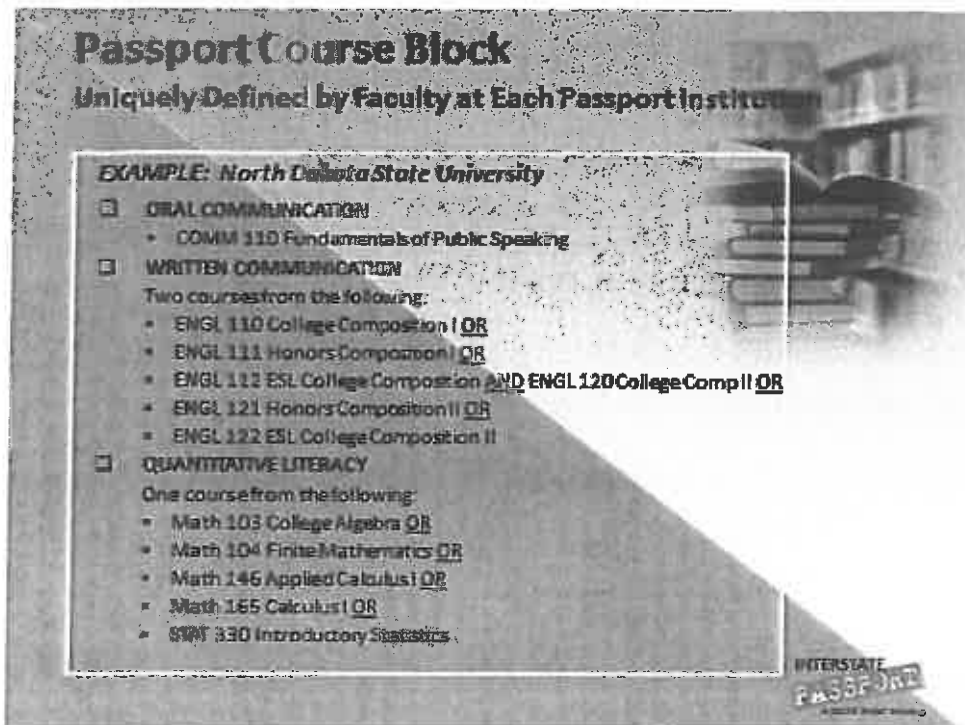 Passport Course Block
Uniquely Defined by Faculty at Each Passport Institution
EXAMPLE: North Dakota State University
ORAL COMMUNICATION
COMM 110 Fundamentals of Public Speaking
WRITTEN COMMUNICATION
Two courses from the following:
ENGL 110 College Composition I OR
ENGL 111 Honors Composition I OR
ENGL 112 ESL College Compostion AND ENGL 120 College Comp II OR
ENGL 121 Honors Composition II OR
ENGL 122 ESL College Composition II
QUANTITATIVE LITERACY
One course from the following:
Math 103 College Algebra OR
Math 104 Finite Mathematics OR
Math 146 Applied Calculus I OR
Math 165 Calculus I OR
STAT 330 Introductory Statistics
INTERSTATE
PASSPORT